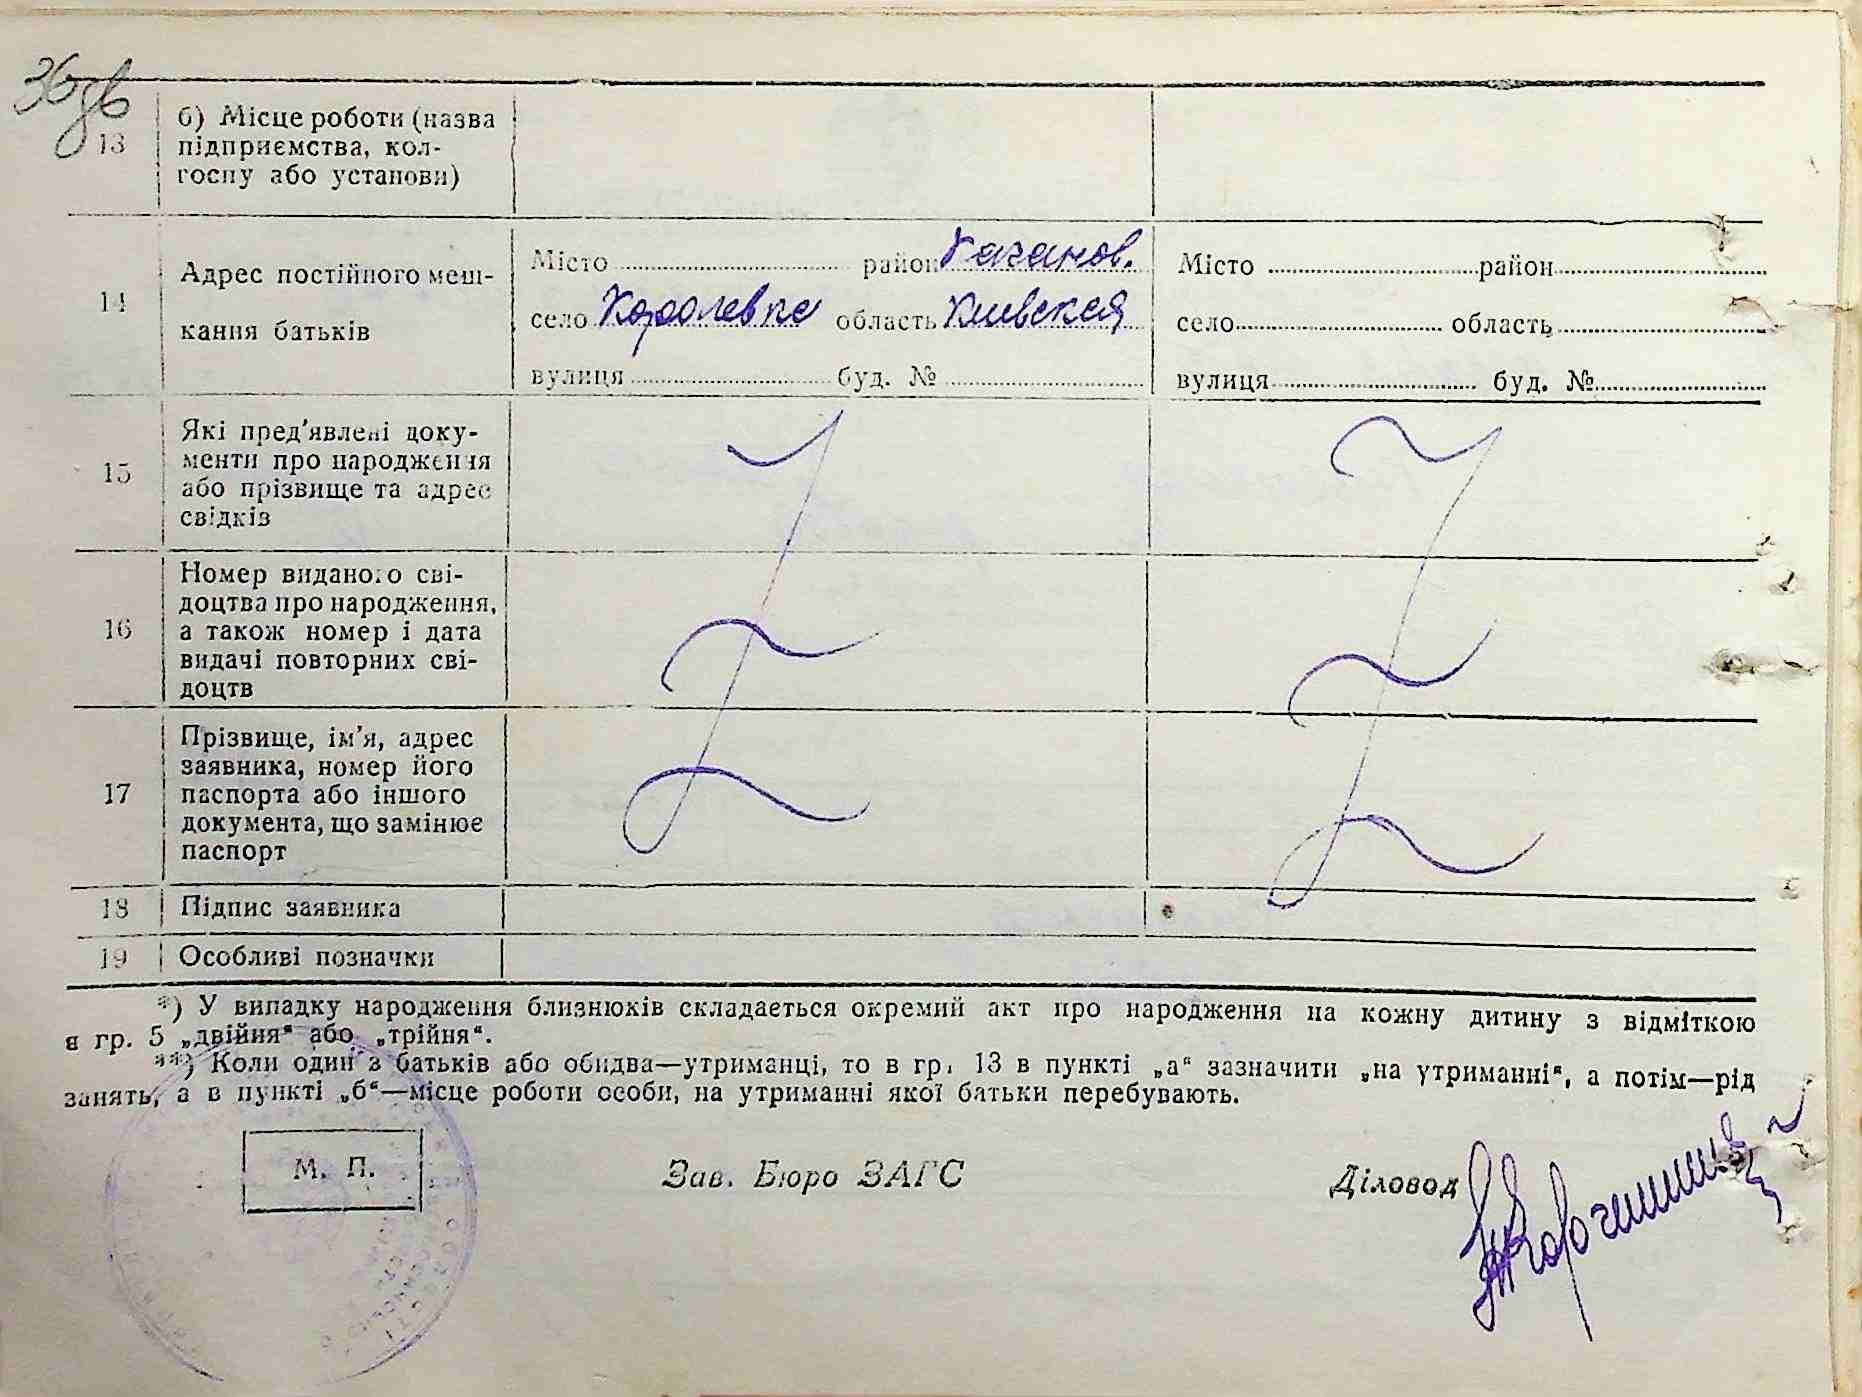 36 зв
13 б) Місце роботи (назва
підприємства, кол-
госпу або установи)
14 Адрес постійного меш-
кання батьків
Місто район Каганов.
село Королевка область Киевская
вулиця буд. №
Місто район
село область
вулиця буд. №
15 Які пред'явлені доку-
менти про народження
або прізвище та адрес
свідків
16 Номер виданого сві-
доцтва про народження,
а також номер і дата
видачі повторних сві-
доцтв
17 Прізвище, ім'я, адрес
заявника, номер його
паспорта або іншого
документа, що замінює
паспорт
18 Підпис заявника
19 Особливі позначки
*) У випадку народження близнюків складається окремий акт про народження на кожну дитину з відміткою
в гр. 5 „двійня“ або „трійня“.
**) Коли один з батьків або обидва—утриманці, то в гр. 13 в пункті „а“ зазначити „на утриманні“, а потім—рід
занять, а в пункті „б“—місце роботи особи, на утриманні якої батьки перебувають.
М. П.
Зав. Бюро ЗАГС
Діловод